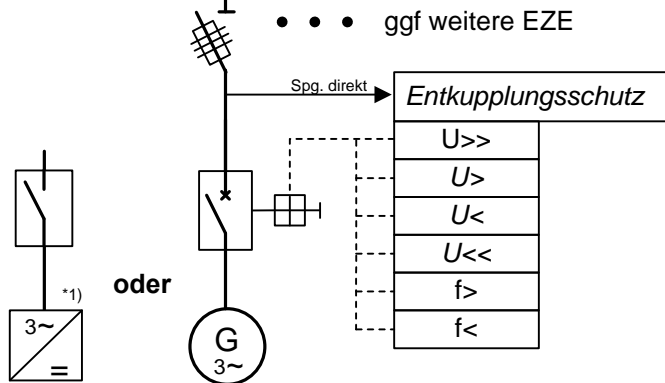 ggf weitere EZE
Spg. direkt
Entkupplungsschutz
U>>
U>
U<
U<<
f>
f<
*1)
oder
3~
=
G
3~